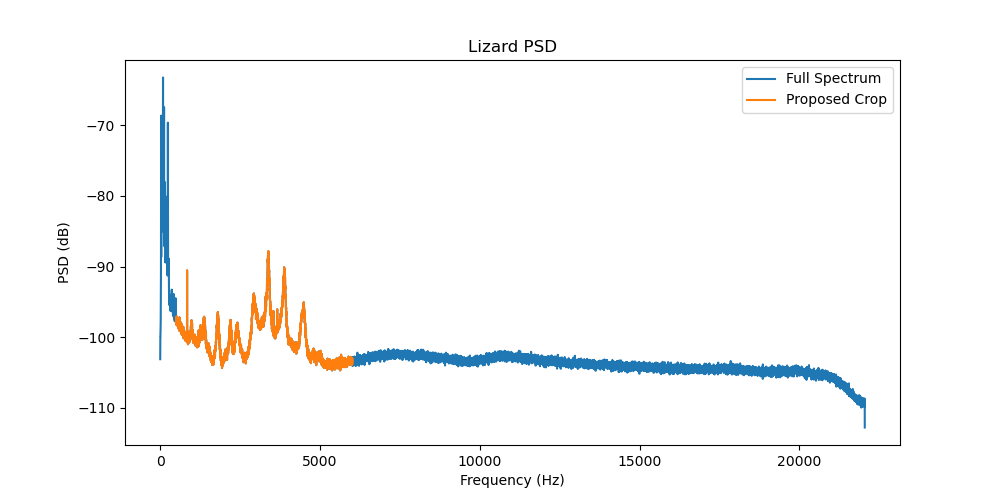 Lizard PSD
Full Spectrum
Proposed Crop
PSD (dB)
−70
−80
−90
−100
−110
0
5000
10000
15000
20000
Frequency (Hz)